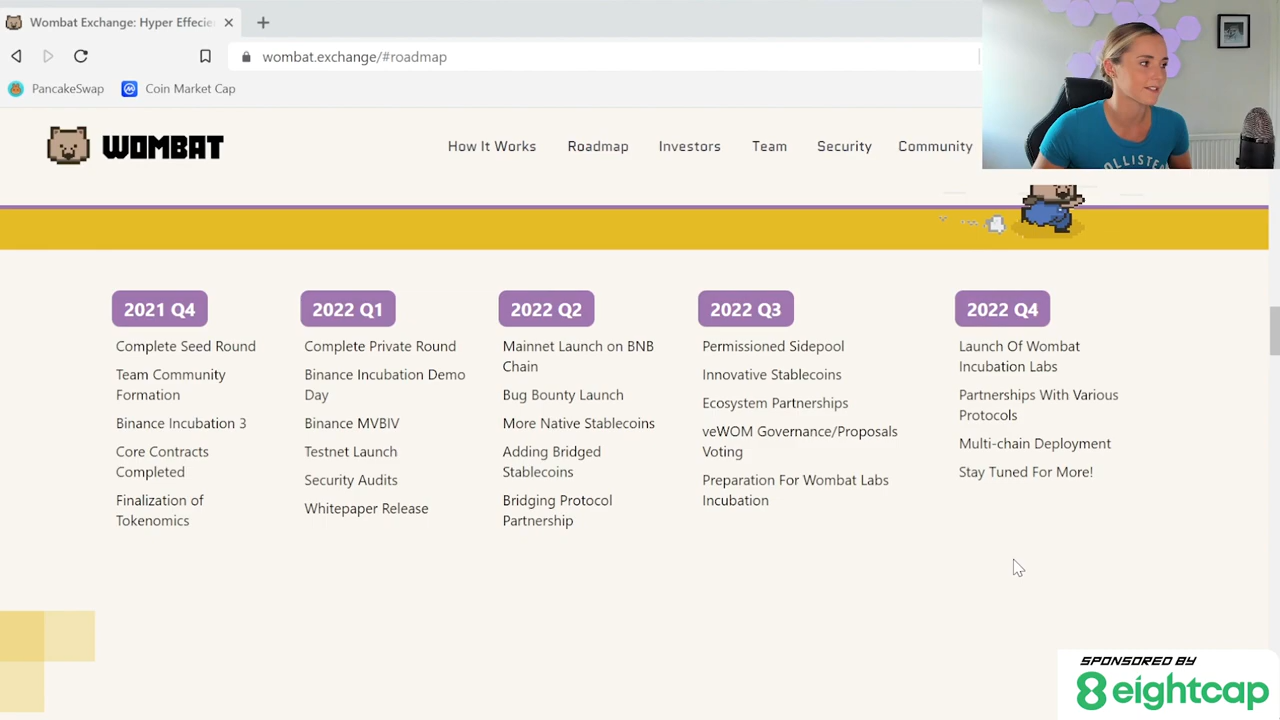 Wombat Exchange: Hyper Effecie
wombat.exchange/#roadmap
PancakeSwap
Coin Market Cap
WOMBAT
How It Works
Roadmap
Investors
Team
Security
Community
HOLLISTER
2021 Q4
Complete Seed Round
Team Community
Formation
Binance Incubation 3
Core Contracts
Completed
Finalization of
Tokenomics
2022 Q1
Complete Private Round
Binance Incubation Demo
Day
Binance MVBIV
Testnet Launch
Security Audits
Whitepaper Release
2022 Q2
Mainnet Launch on BNB
Chain
Bug Bounty Launch
More Native Stablecoins
Adding Bridged
Stablecoins
Bridging Protocol
Partnership
2022 Q3
Permissioned Sidepool
Innovative Stablecoins
Ecosystem Partnerships
veWOM Governance/Proposals
Voting
Preparation For Wombat Labs
Incubation
2022 Q4
Launch Of Wombat
Incubation Labs
Partnerships With Various
Protocols
Multi-chain Deployment
Stay Tuned For More!
SPONSORED BY
8 eightcap